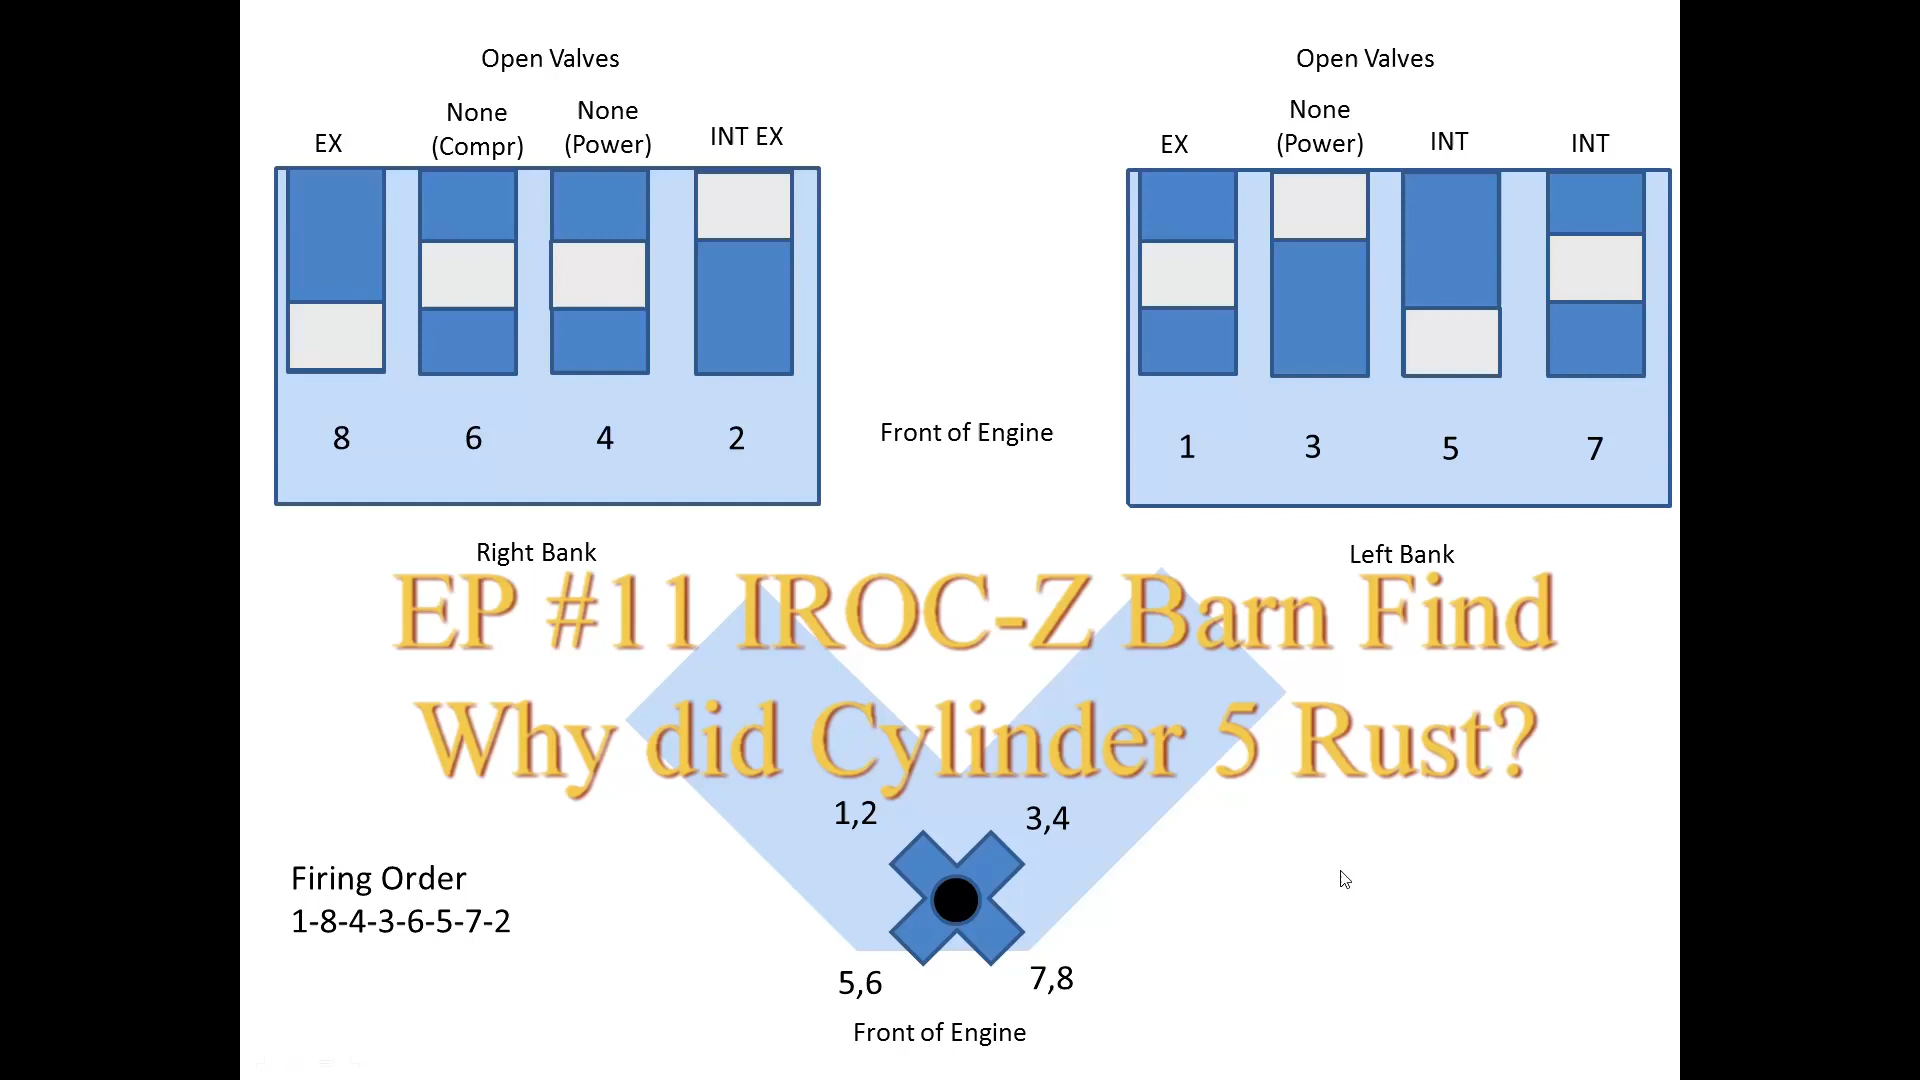 Open Valves
Open Valves
EX
None
(Compr)
None
(Power)
INT EX
EX
None
(Power)
INT
INT
8
6
4
2
Front of Engine
1
3
5
7
Right Bank
Left Bank
EP #11 IROC-Z Barn Find
Why did Cylinder 5 Rust?
1,2
3,4
Firing Order
1-8-4-3-6-5-7-2
5,6
7,8
Front of Engine